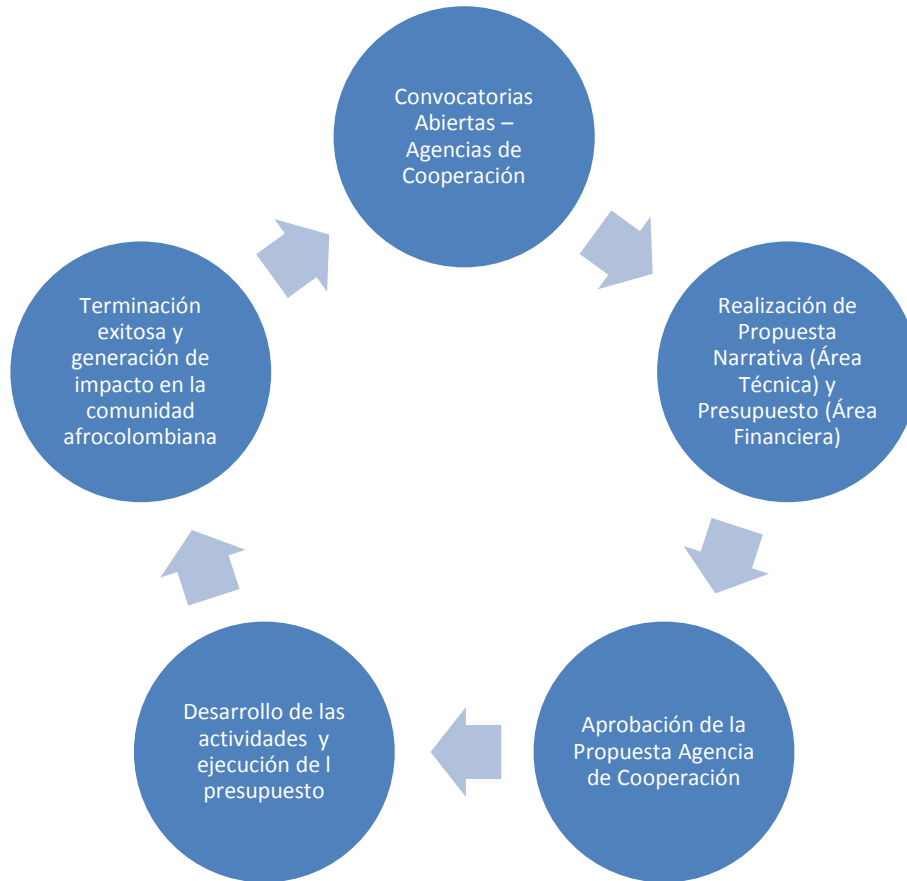 Convocatorias
Abiertas –
Agencias de
Cooperación
Realización de
Propuesta
Narrativa (Área
Técnica) y
Presupuesto (Área
Financiera)
Aprobación de la
Propuesta Agencia
de Cooperación
Desarrollo de las
actividades  y
ejecución de l
presupuesto
Terminación
exitosa y
generación de
impacto en la
comunidad
afrocolombiana